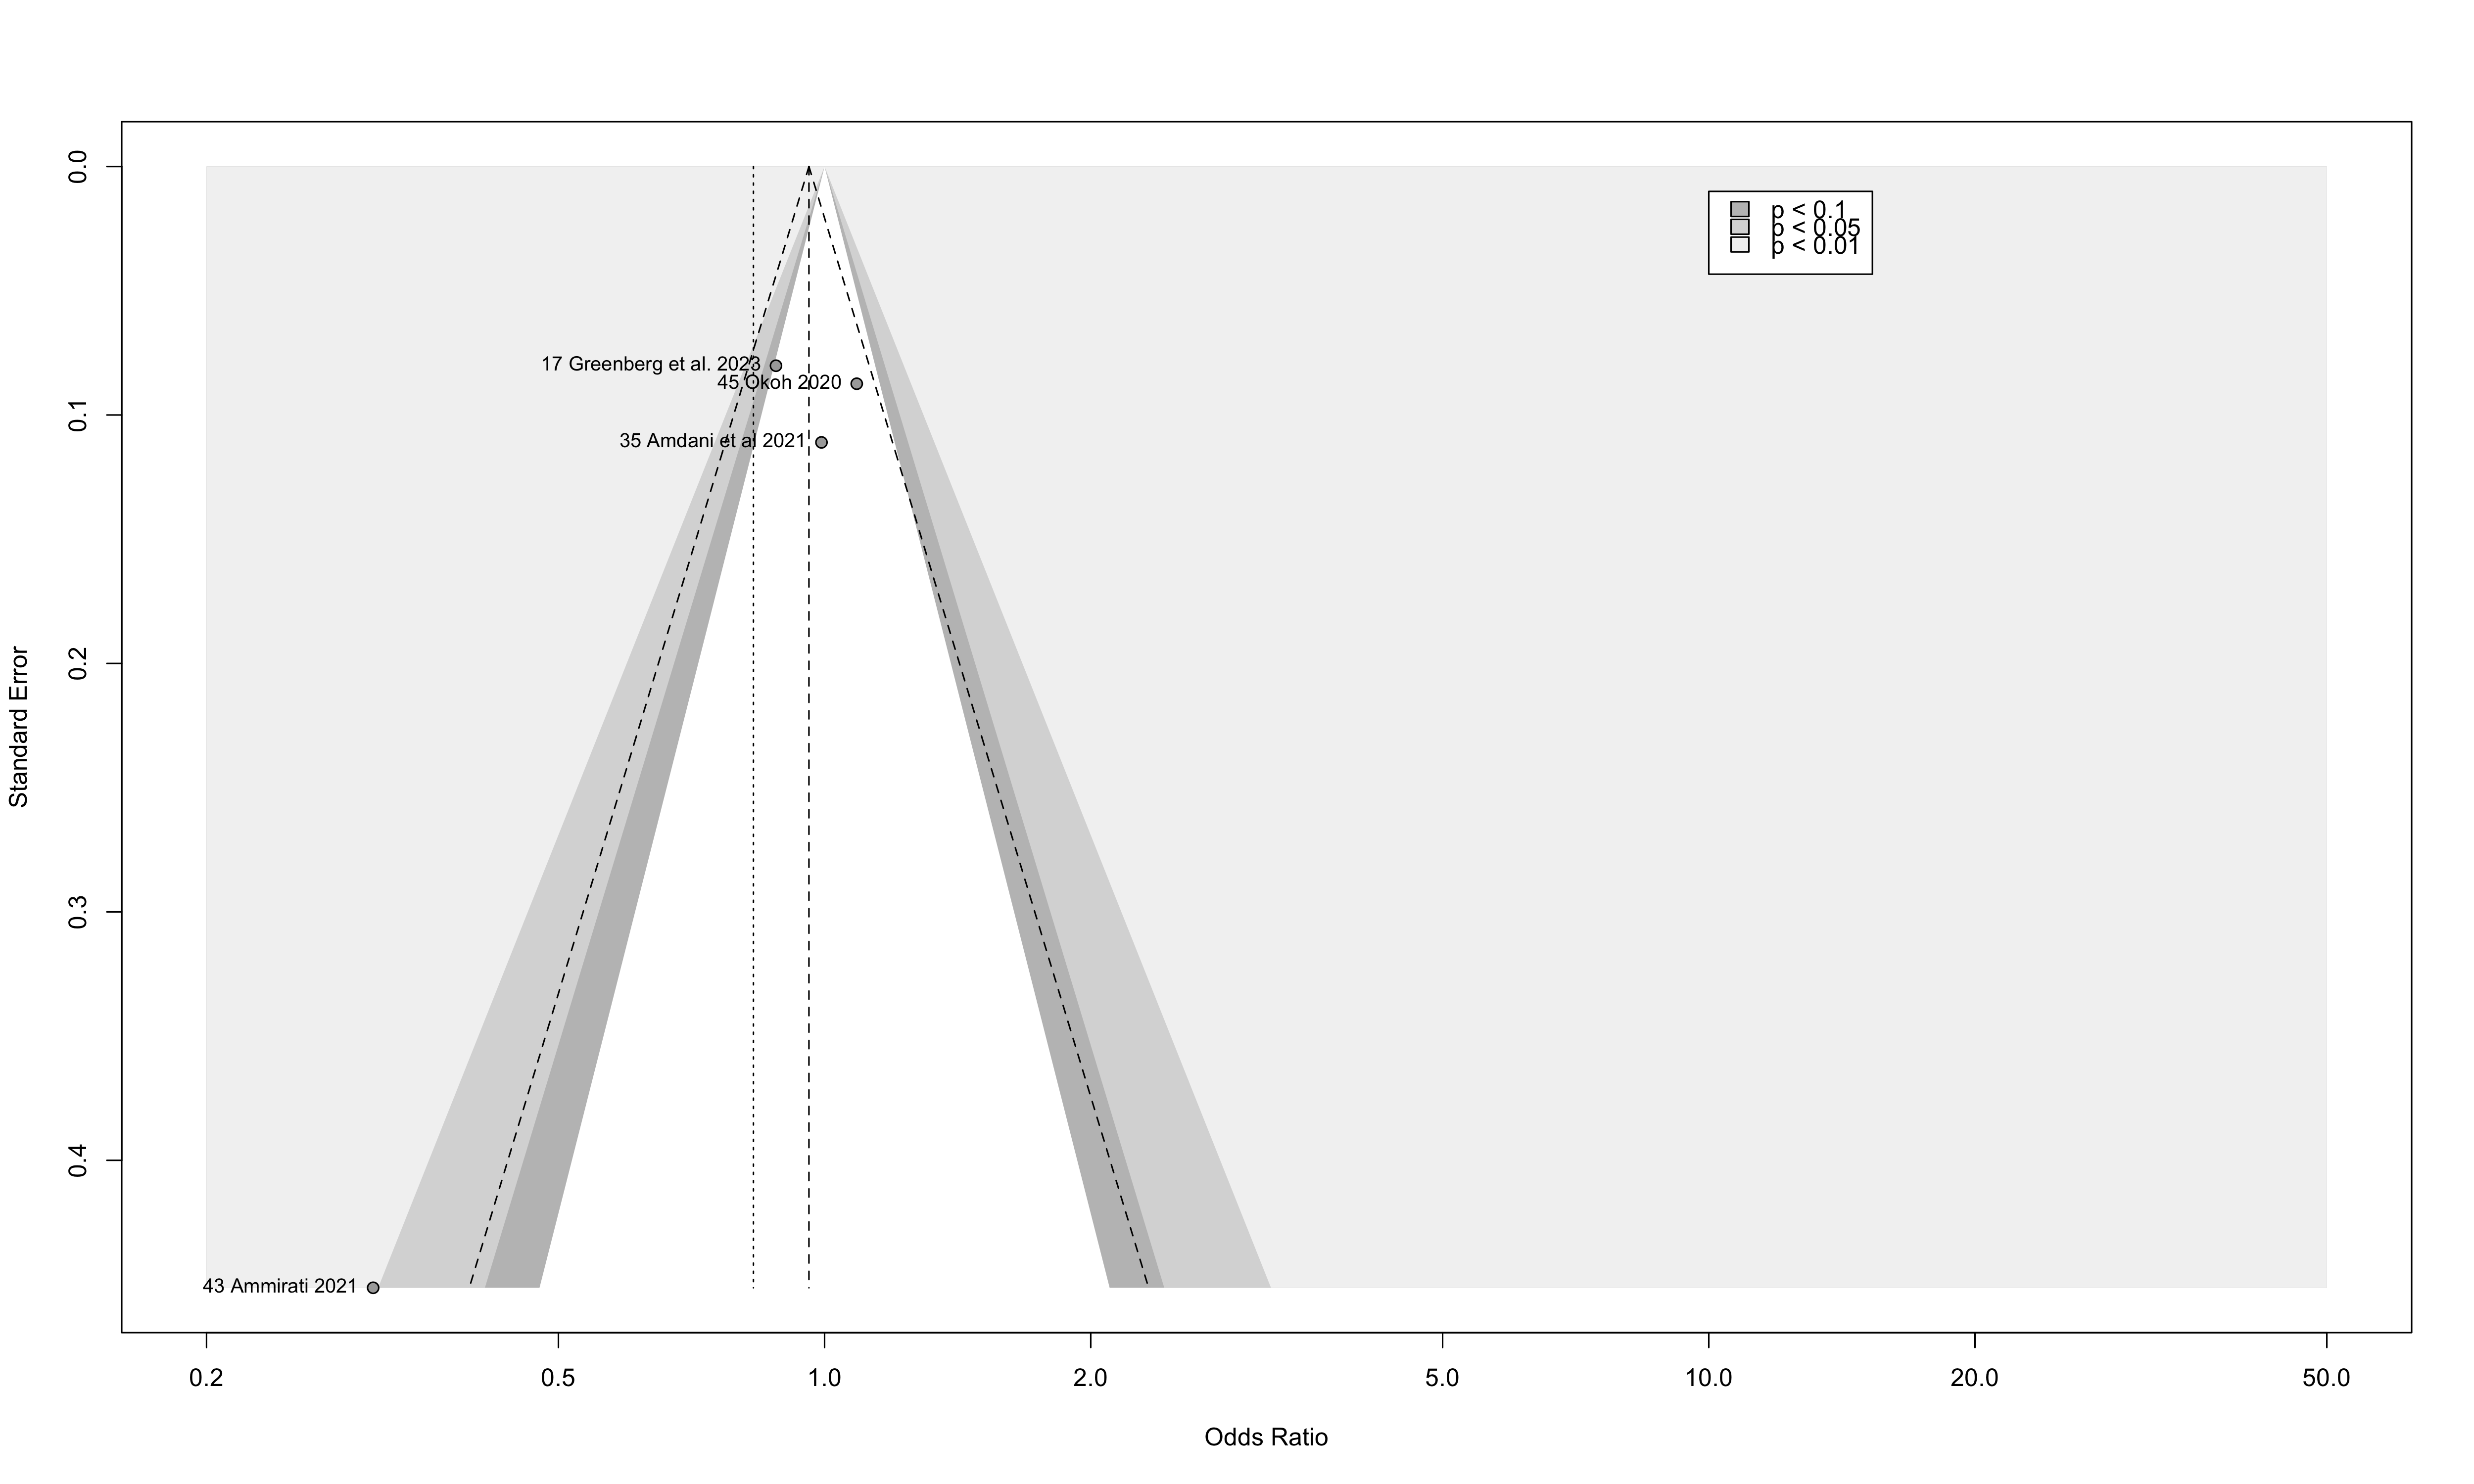 0.0
0.1
0.2
0.3
0.4
Standard Error
p < 0.1
p < 0.05
p < 0.01
17 Greenberg et al. 2023
45 Okoh 2020
35 Amdani et al 2021
43 Ammirati 2021
0.2 0.5 1.0 2.0 5.0 10.0 20.0 50.0
Odds Ratio